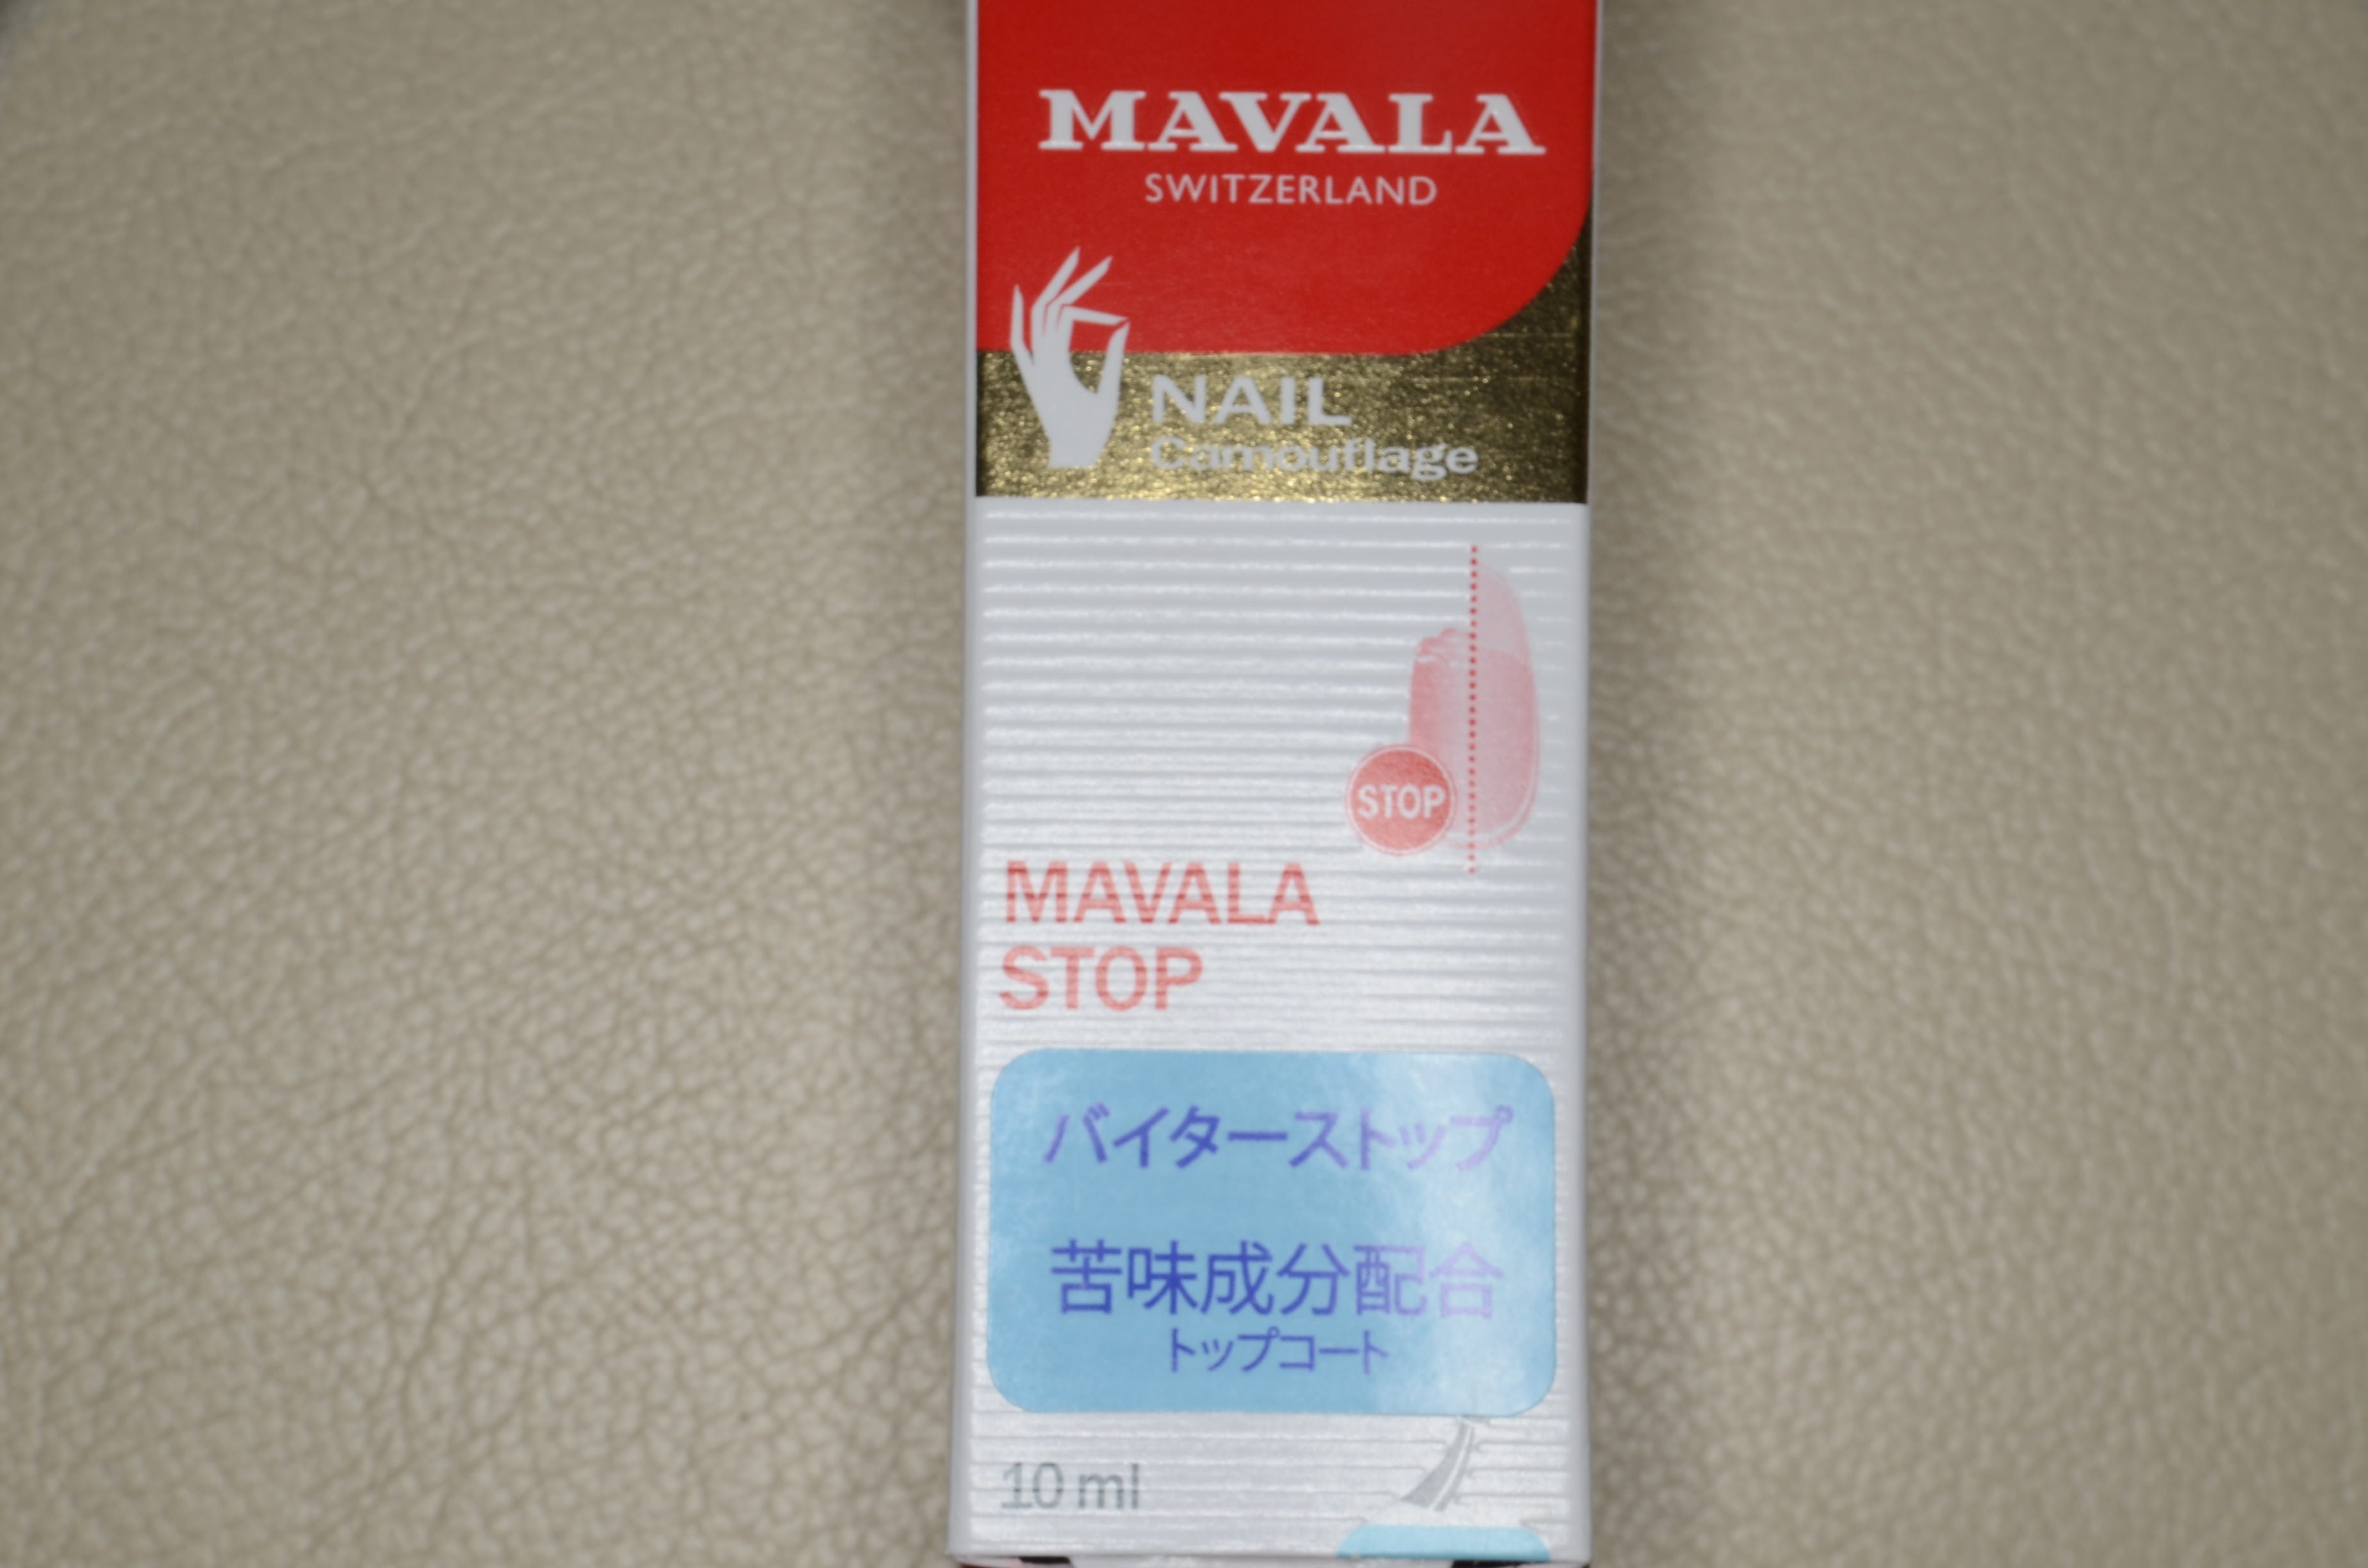 MAVALA
SWITZERLAND
NAIL
Camouflage
STOP
MAVALA
STOP
バイターストップ
苦味成分配合
トップコート
10 ml